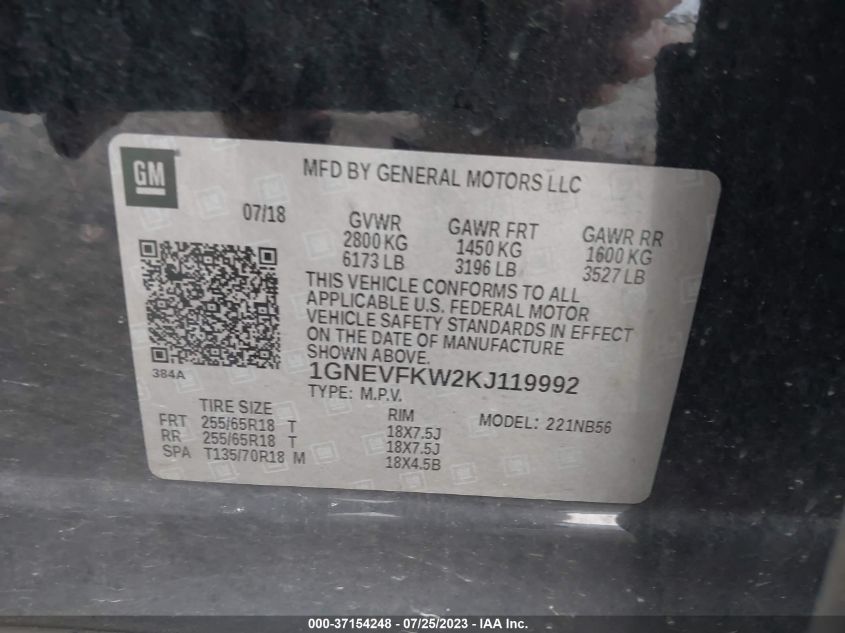 GM
MFD BY GENERAL MOTORS LLC
07/18
GVWR GAWR FRT GAWR RR
2800 KG 1450 KG 1600 KG
6173 LB 3196 LB 3527 LB
THIS VEHICLE CONFORMS TO ALL
APPLICABLE U.S. FEDERAL MOTOR
VEHICLE SAFETY STANDARDS IN EFFECT
ON THE DATE OF MANUFACTURE
SHOWN ABOVE.
384A
1GNEVFKW2KJ119992
TYPE: M.P.V.
TIRE SIZE RIM MODEL: 221NB56
FRT 255/65R18 T 18X7.5J
RR 255/65R18 T 18X7.5J
SPA T135/70R18 M 18X4.5B
000-37154248 - 07/25/2023 - IAA Inc.